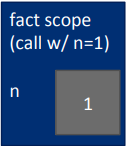 fact scope
(call w/ n=1)
n
1